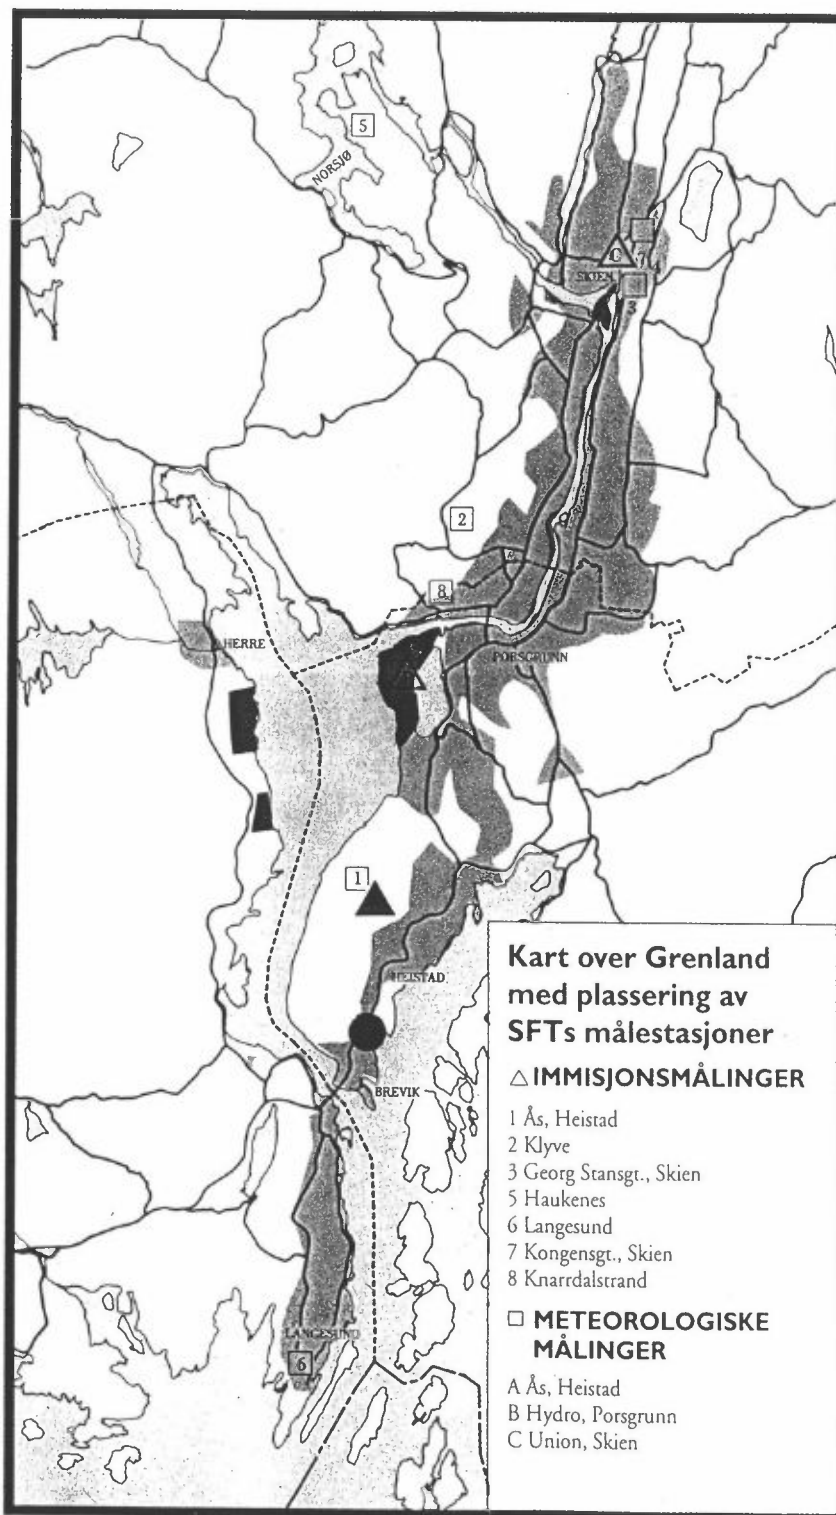 5
NORSJØ
C
7
SKIEN
3
2
8
HERRE
PORSGRUNN
1
HEISTAD
BREVIK
LANGESUND
6
Kart over Grenland
med plassering av
SFTs målestasjoner
△ IMMISJONSMÅLINGER
1 Ås, Heistad
2 Klyve
3 Georg Stansgt., Skien
5 Haukenes
6 Langesund
7 Kongensgt., Skien
8 Knarrdalstrand
□ METEOROLOGISKE
MÅLINGER
A Ås, Heistad
B Hydro, Porsgrunn
C Union, Skien